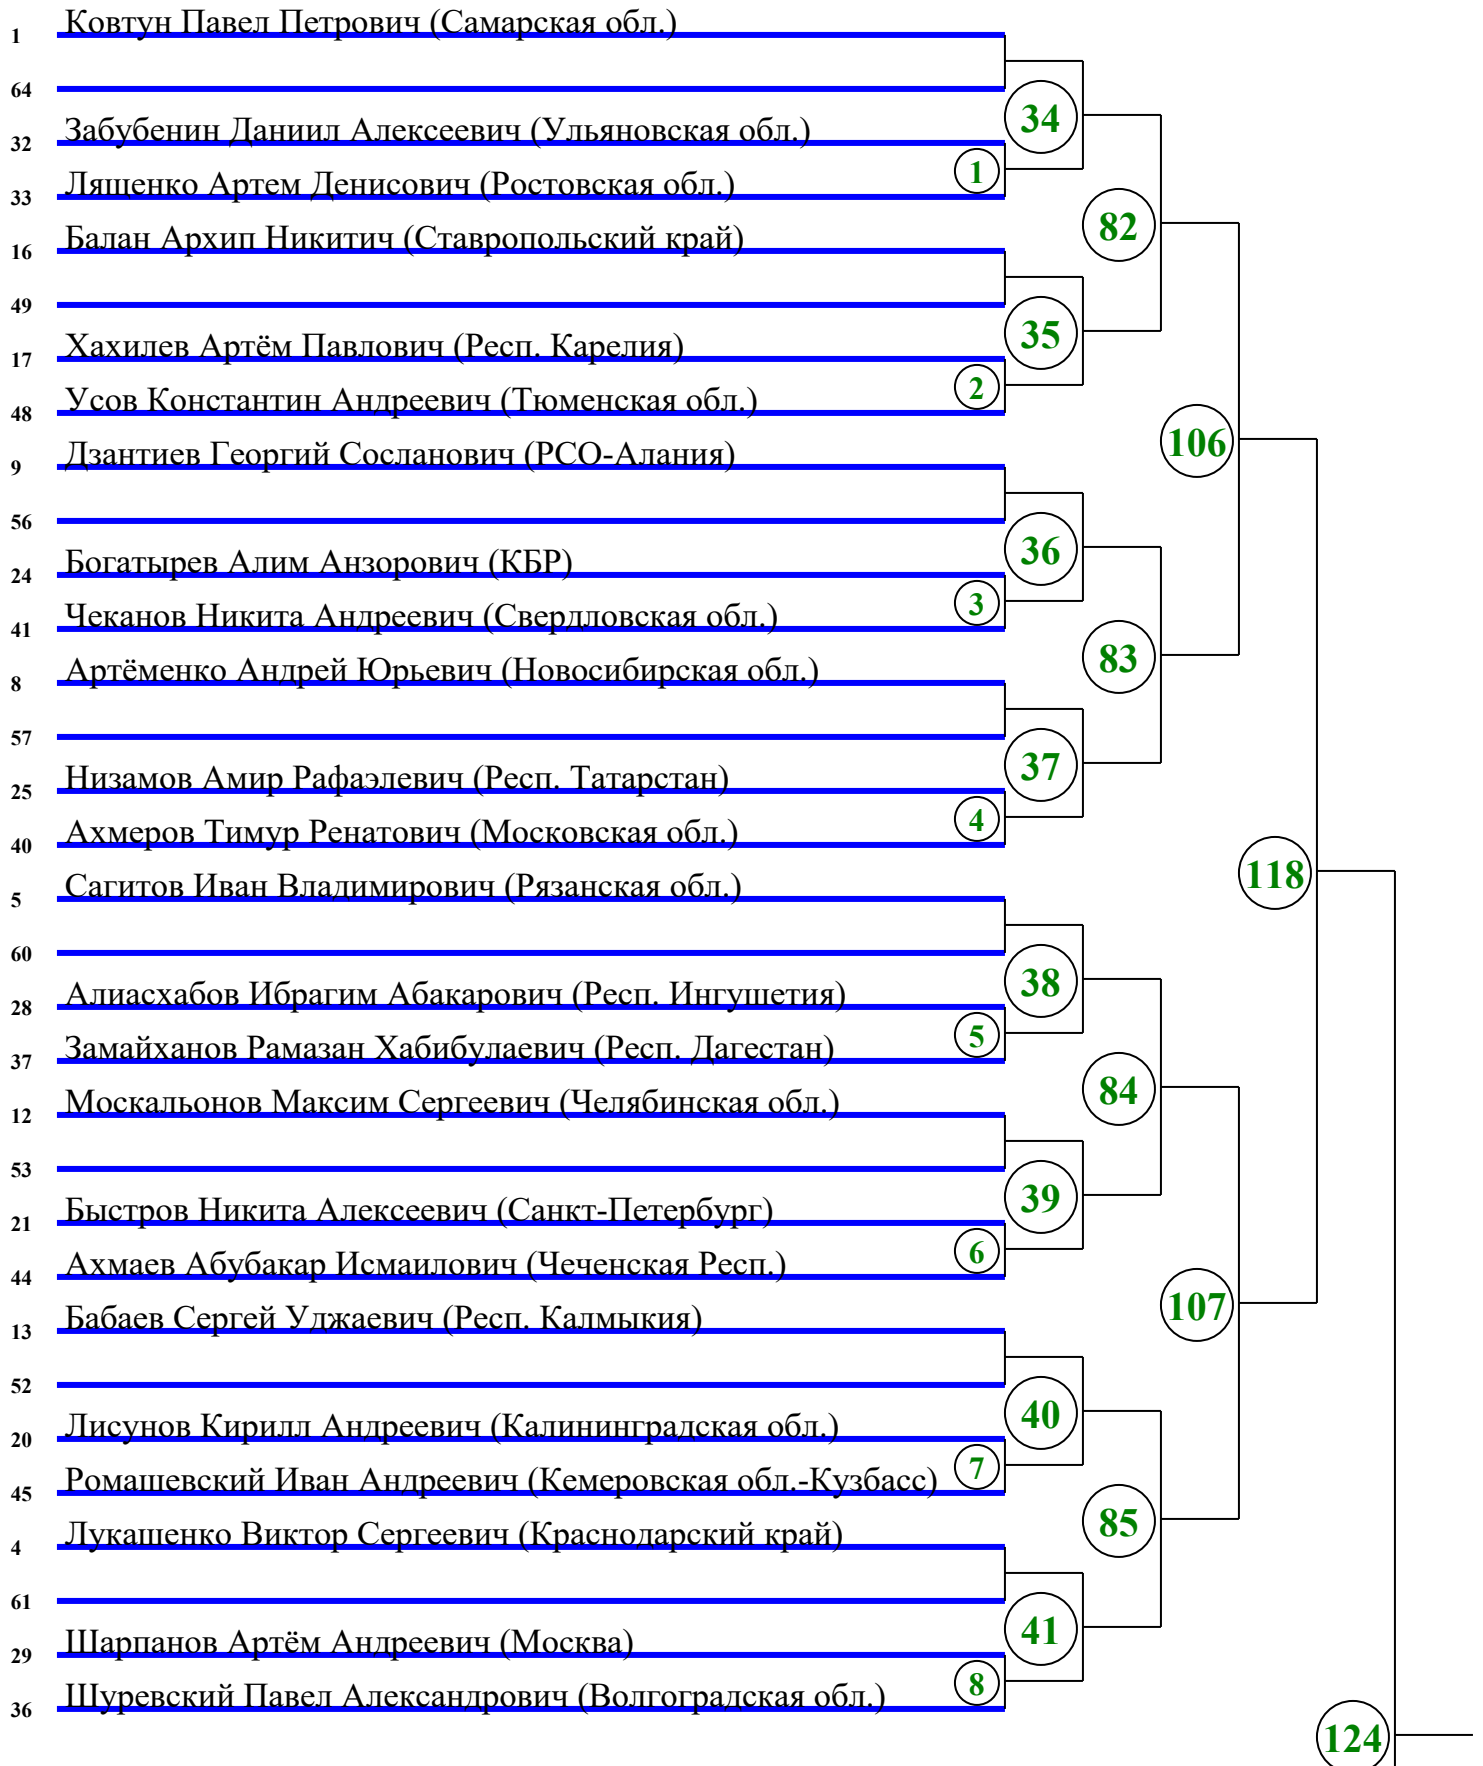 1 Ковтун Павел Петрович (Самарская обл.)
64
34
32 Забубенин Даниил Алексеевич (Ульяновская обл.)
1
33 Лященко Артем Денисович (Ростовская обл.)
82
16 Балан Архип Никитич (Ставропольский край)
49
35
17 Хахилев Артём Павлович (Респ. Карелия)
2
48 Усов Константин Андреевич (Тюменская обл.)
106
9 Дзантиев Георгий Сосланович (РСО-Алания)
56
36
24 Богатырев Алим Анзорович (КБР)
3
41 Чеканов Никита Андреевич (Свердловская обл.)
83
8 Артёменко Андрей Юрьевич (Новосибирская обл.)
57
37
25 Низамов Амир Рафаэлевич (Респ. Татарстан)
4
40 Ахмеров Тимур Ренатович (Московская обл.)
118
5 Сагитов Иван Владимирович (Рязанская обл.)
60
38
28 Алиасхабов Ибрагим Абакарович (Респ. Ингушетия)
5
37 Замайханов Рамазан Хабибулаевич (Респ. Дагестан)
84
12 Москальонов Максим Сергеевич (Челябинская обл.)
53
39
21 Быстров Никита Алексеевич (Санкт-Петербург)
6
44 Ахмаев Абубакар Исмаилович (Чеченская Респ.)
107
13 Бабаев Сергей Уджаевич (Респ. Калмыкия)
52
40
20 Лисунов Кирилл Андреевич (Калининградская обл.)
7
45 Ромашевский Иван Андреевич (Кемеровская обл.-Кузбасс)
85
4 Лукашенко Виктор Сергеевич (Краснодарский край)
61
41
29 Шарпанов Артём Андреевич (Москва)
8
36 Шуревский Павел Александрович (Волгоградская обл.)
124